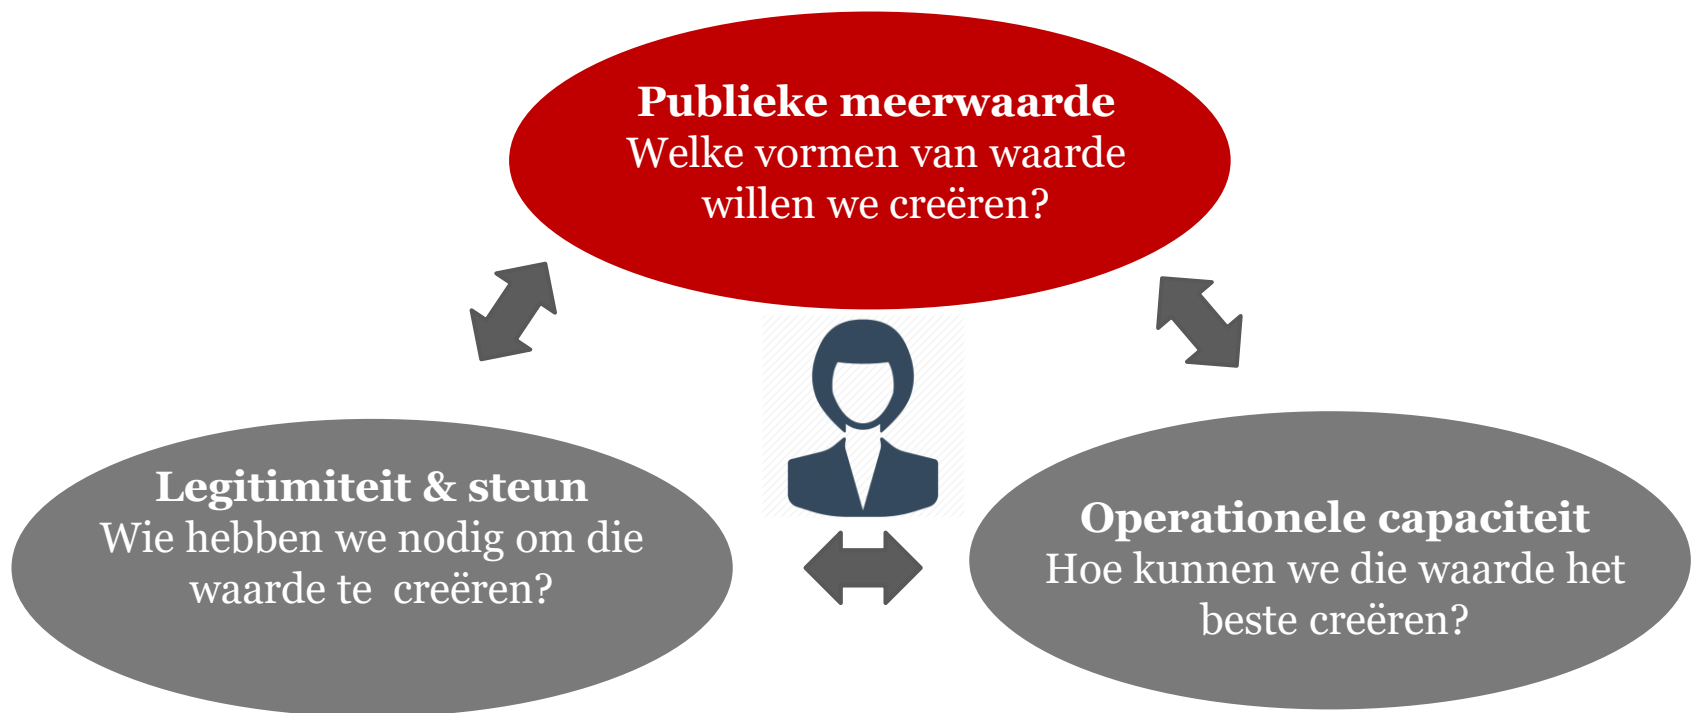 Publieke meerwaarde
Welke vormen van waarde
willen we creëren?
Legitimiteit & steun
Wie hebben we nodig om die
waarde te  creëren?
Operationele capaciteit
Hoe kunnen we die waarde het
beste creëren?